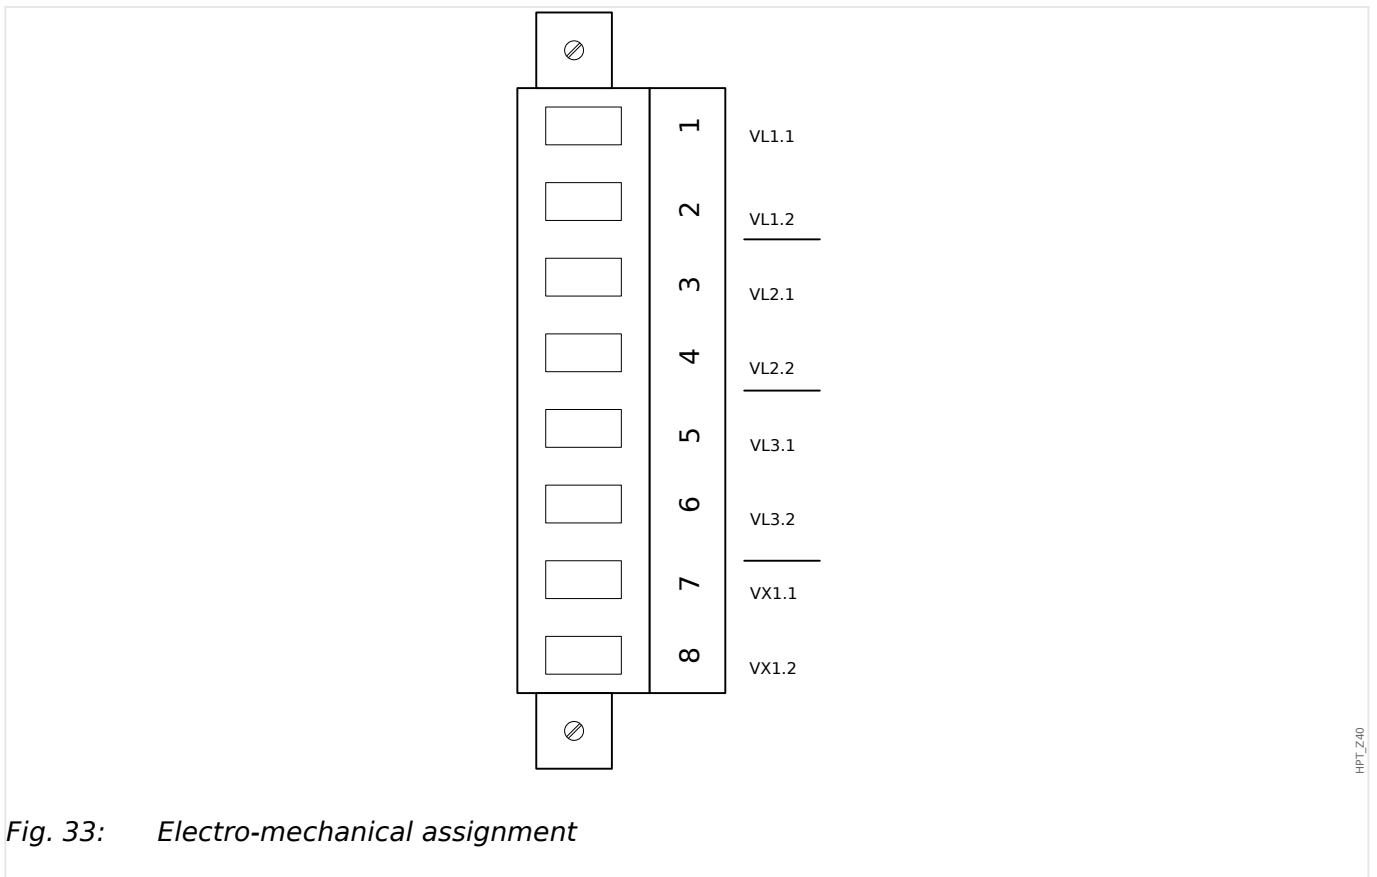 1 VL1.1
2 VL1.2
3 VL2.1
4 VL2.2
5 VL3.1
6 VL3.2
7 VX1.1
8 VX1.2
HPT_Z40
Fig. 33: Electro-mechanical assignment